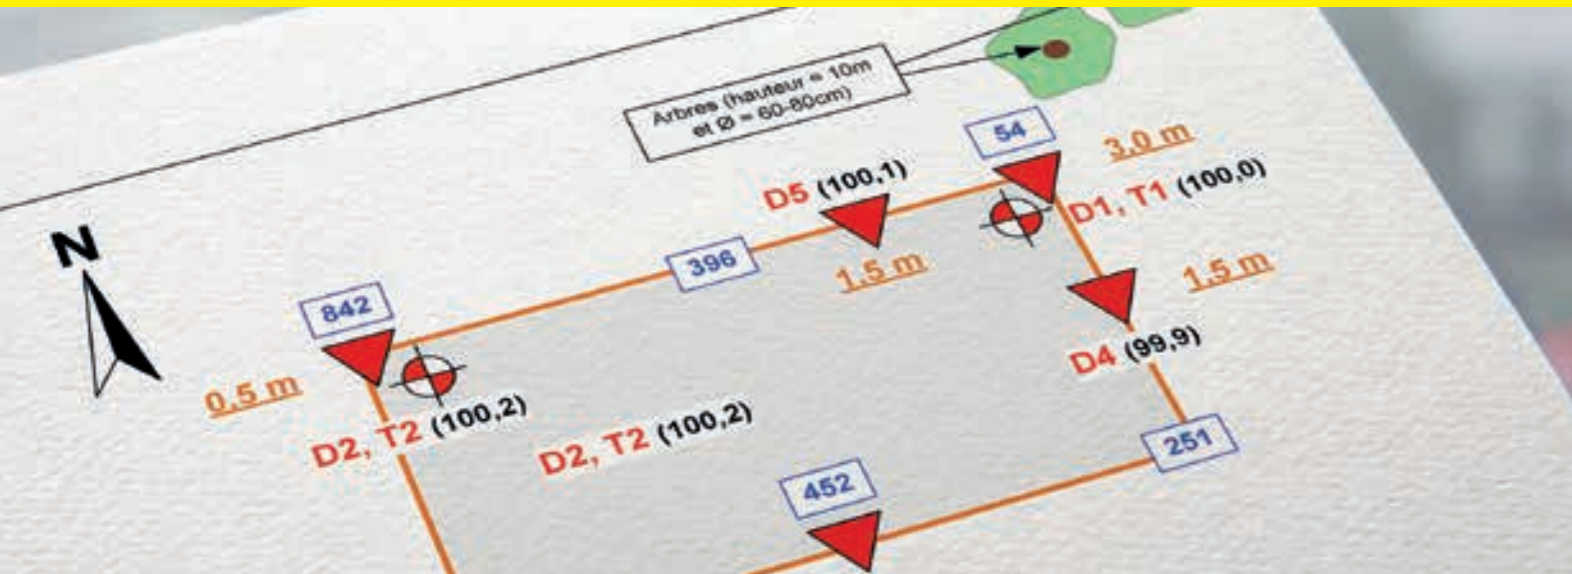 Arbres (hauteur = 10m
et Ø = 60-80cm)
54
3.0 m
D5 (100,1)
D1, T1 (100,0)
396
1.5 m
1.5 m
N
842
D4 (99,9)
0.5 m
D2, T2 (100,2)
D2, T2 (100,2)
251
452